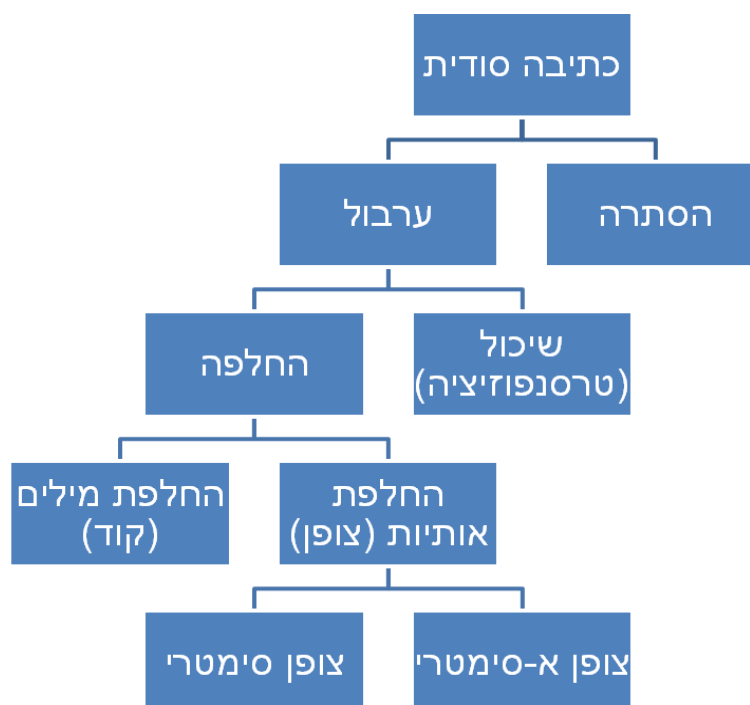 כתיבה סודית
הסתרה
ערבול
שיכול
(טרסנפוזיציה)
החלפה
החלפת
אותיות (צופן)
החלפת מילים
(קוד)
צופן א-סימטרי
צופן סימטרי